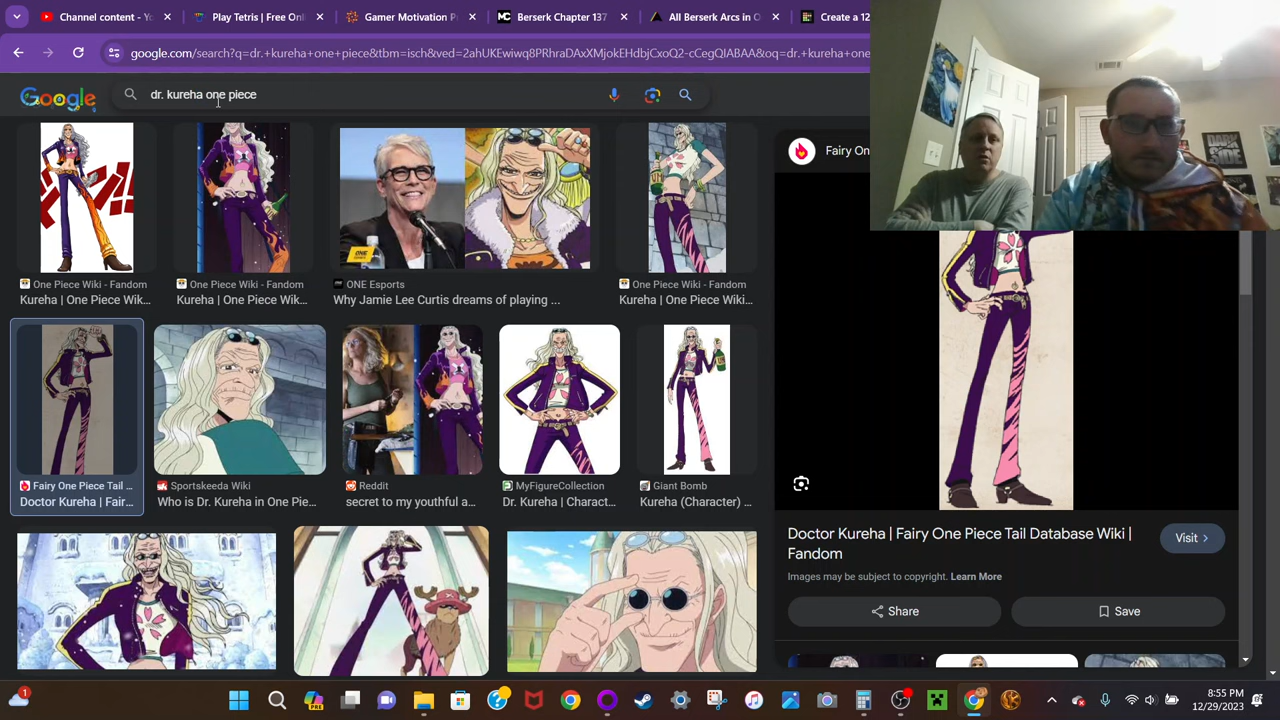 Channel content - Y
Play Tetris | Free Onl
Gamer Motivation P
MC Berserk Chapter 137
All Berserk Arcs in O
Create a 12
google.com/search?q=dr.+kureha+one+piece&tbm=isch&ved=2ahUKEwiwq8PRhraDAxXMjokEHdbjCxoQ2-cCegQIABAA&oq=dr.+kureha+one
Google dr. kureha one piece
Fairy On
DARK
SIDE
One Piece Wiki - Fandom
Kureha | One Piece Wik...
One Piece Wiki - Fandom
Kureha | One Piece Wik...
ONE Esports
Why Jamie Lee Curtis dreams of playing ...
One Piece Wiki - Fandom
Kureha | One Piece Wiki...
Fairy One Piece Tail ...
Doctor Kureha | Fair...
Sportskeeda Wiki
Who is Dr. Kureha in One Pie...
Reddit
secret to my youthful a...
MyFigureCollection
Dr. Kureha | Charact...
Giant Bomb
Kureha (Character) ...
Doctor Kureha | Fairy One Piece Tail Database Wiki |
Fandom
Visit
Images may be subject to copyright. Learn More
Share
Save
1
PRE
8:55 PM
12/29/2023